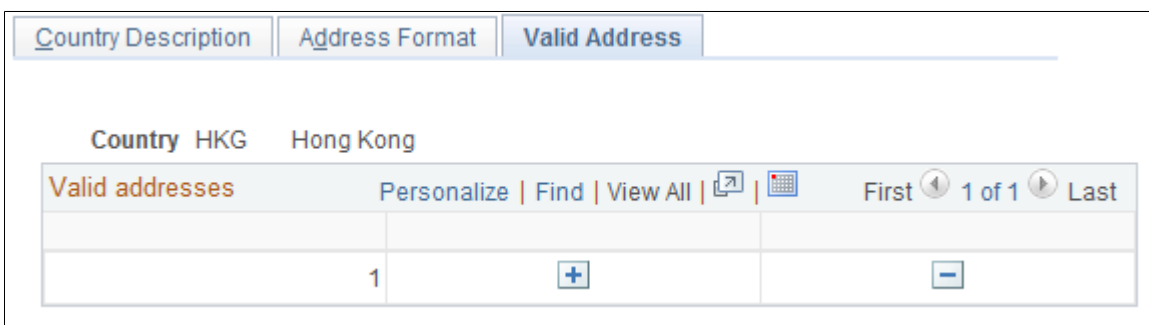 Country Description Address Format Valid Address
Country HKG Hong Kong
Valid addresses Personalize | Find | View All | | First 1 of 1 Last
1